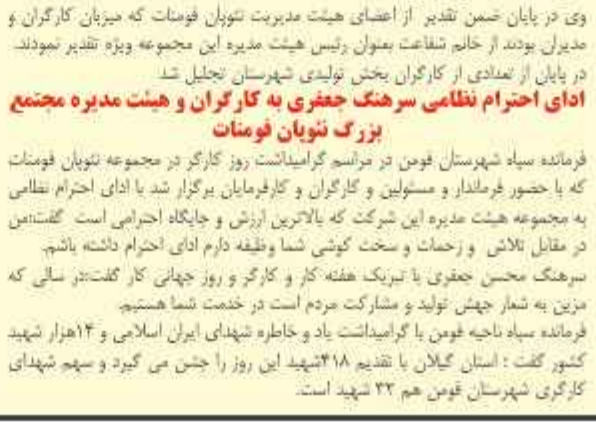 وی در پایان ضمن تقدیر از اعضای هیئت مدیریت نئوپان فومنات که میزبان کارگران و
مدیران بودند از خانم شفاعت بعنوان رئیس هیئت مدیره این مجموعه ویژه تقدیر نمودند.
در پایان از تعدادی از کارگران بخش تولیدی شهرستان تجلیل شد
ادای احترام نظامی سرهنگ جعفری به کارگران و هیئت مدیره مجتمع
بزرگ نئوپان فومنات
فرمانده سپاه شهرستان فومن در مراسم گرامیداشت روز کارگر در مجموعه نئوپان فومنات
که با حضور فرماندار و مسئولین و کارگران و کارفرمایان برگزار شد با ادای احترام نظامی
به مجموعه هیئت مدیره این شرکت که بالاترین ارزش و جایگاه احترامی است گفت:من
در مقابل تلاش و زحمات و سخت کوشی شما وظیفه دارم ادای احترام داشته باشم.
سرهنگ محسن جعفری با تبریک هفته کار و کارگر و روز جهانی کار گفت:در سالی که
مزین به شعار جهش تولید و مشارکت مردم است در خدمت شما هستیم.
فرمانده سپاه ناحیه فومن با گرامیداشت یاد و خاطره شهدای ایران اسلامی و ۱۴هزار شهید
کشور گفت : استان گیلان با تقدیم ۴۱۸شهید این روز را جشن می گیرد و سهم شهدای
کارگری شهرستان فومن هم ۳۲ شهید است.